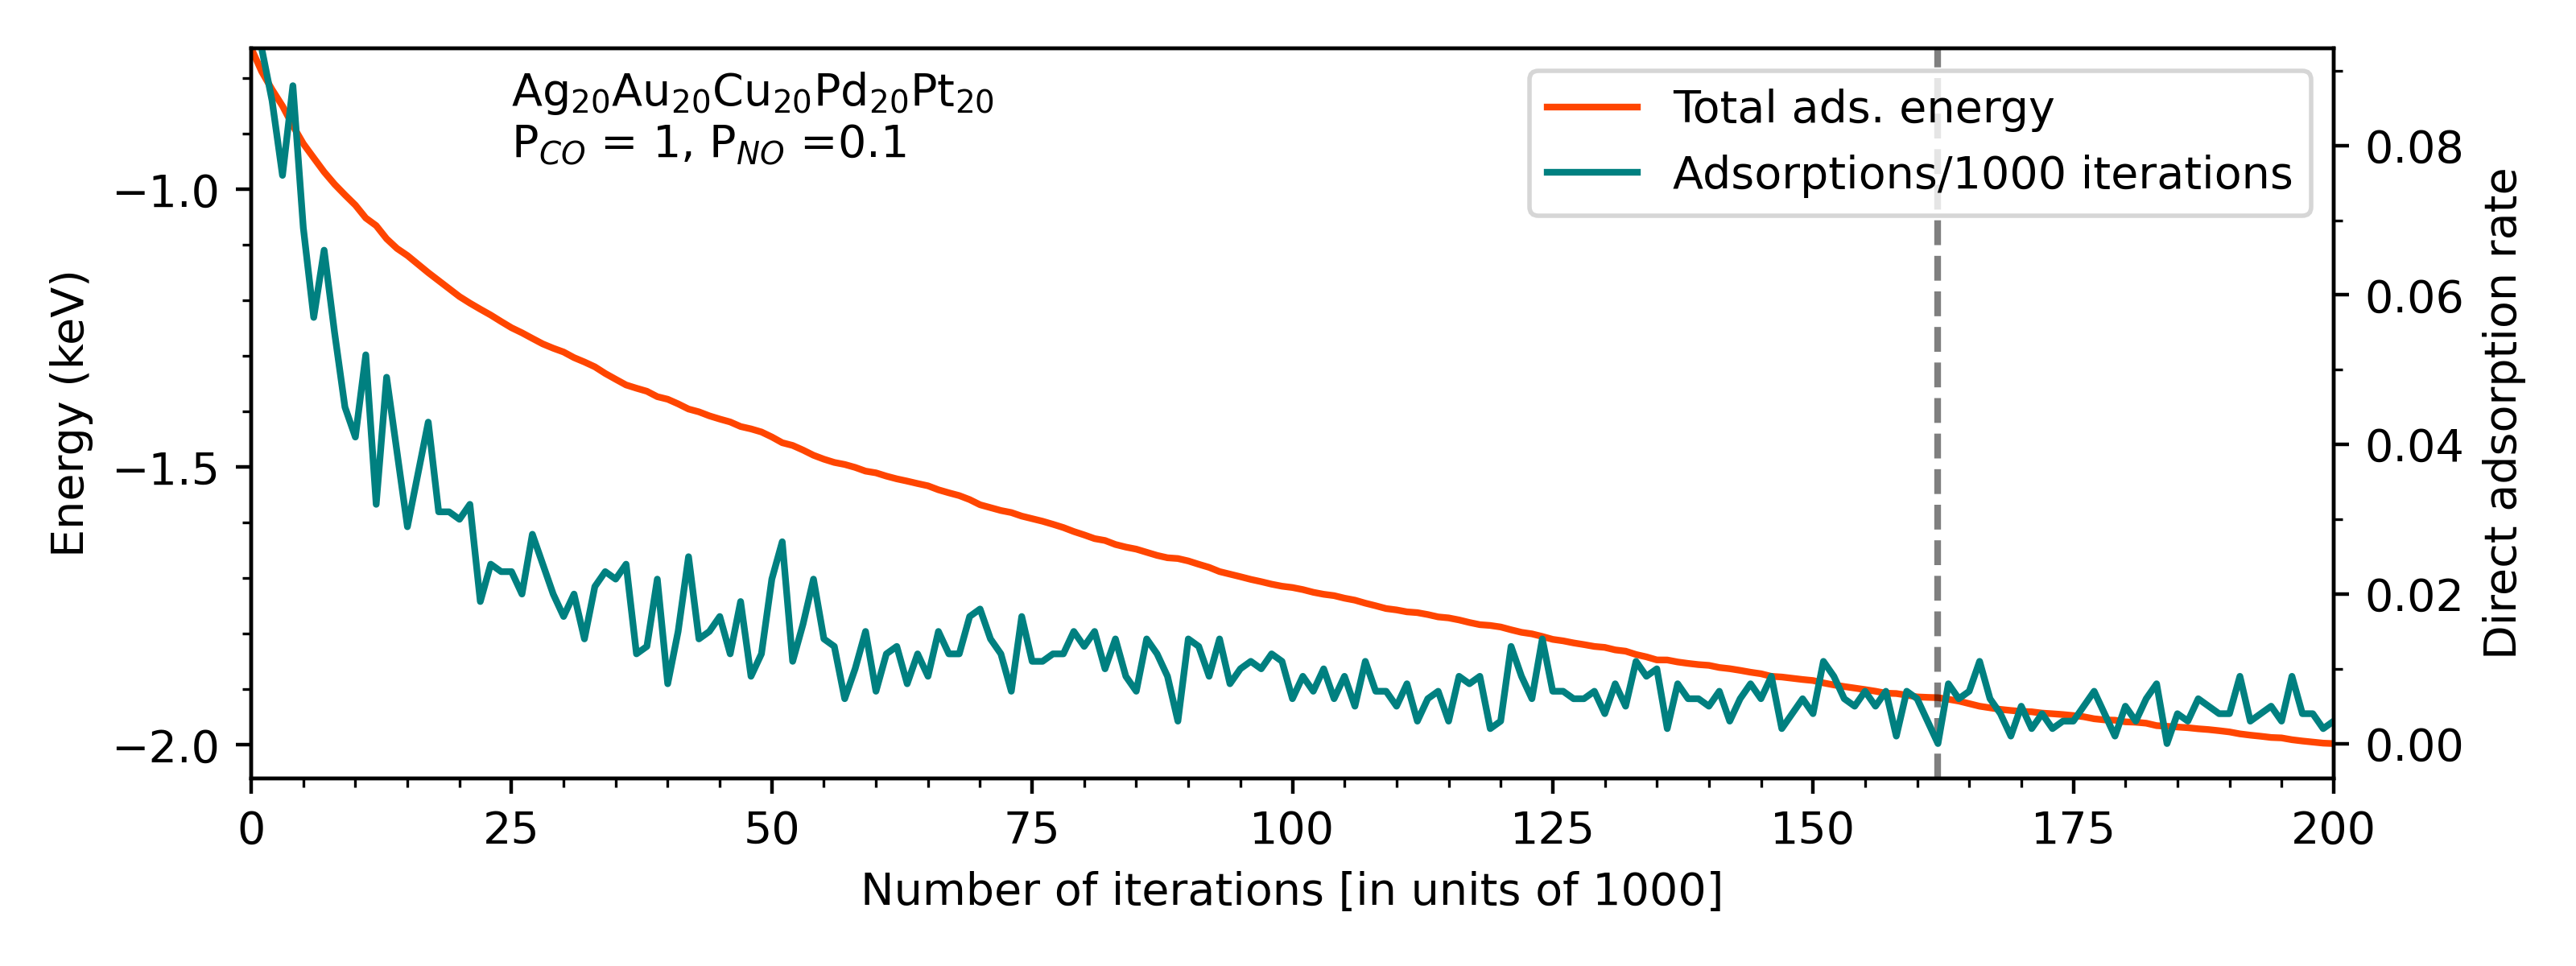 Ag₂₀Au₂₀Cu₂₀Pd₂₀Pt₂₀
P_CO = 1, P_NO =0.1
Total ads. energy
Adsorptions/1000 iterations
Energy (keV)
−1.0
−1.5
−2.0
0.08
0.06
0.04
0.02
0.00
Direct adsorption rate
0 25 50 75 100 125 150 175 200
Number of iterations [in units of 1000]